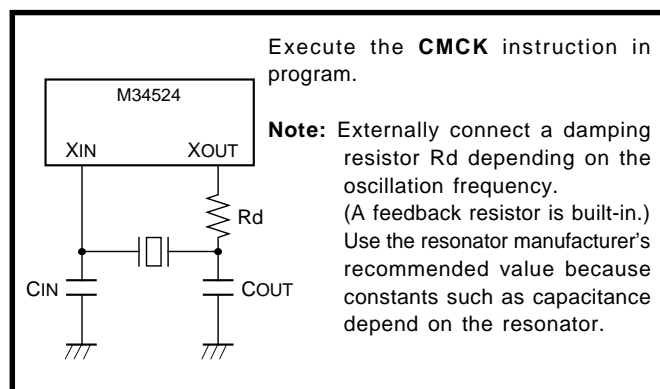 Execute the CMCK instruction in
program.
M34524
XIN
XOUT
Note: Externally connect a damping
resistor Rd depending on the
oscillation frequency.
(A feedback resistor is built-in.)
Use the resonator manufacturer's
recommended value because
constants such as capacitance
depend on the resonator.
Rd
CIN
COUT